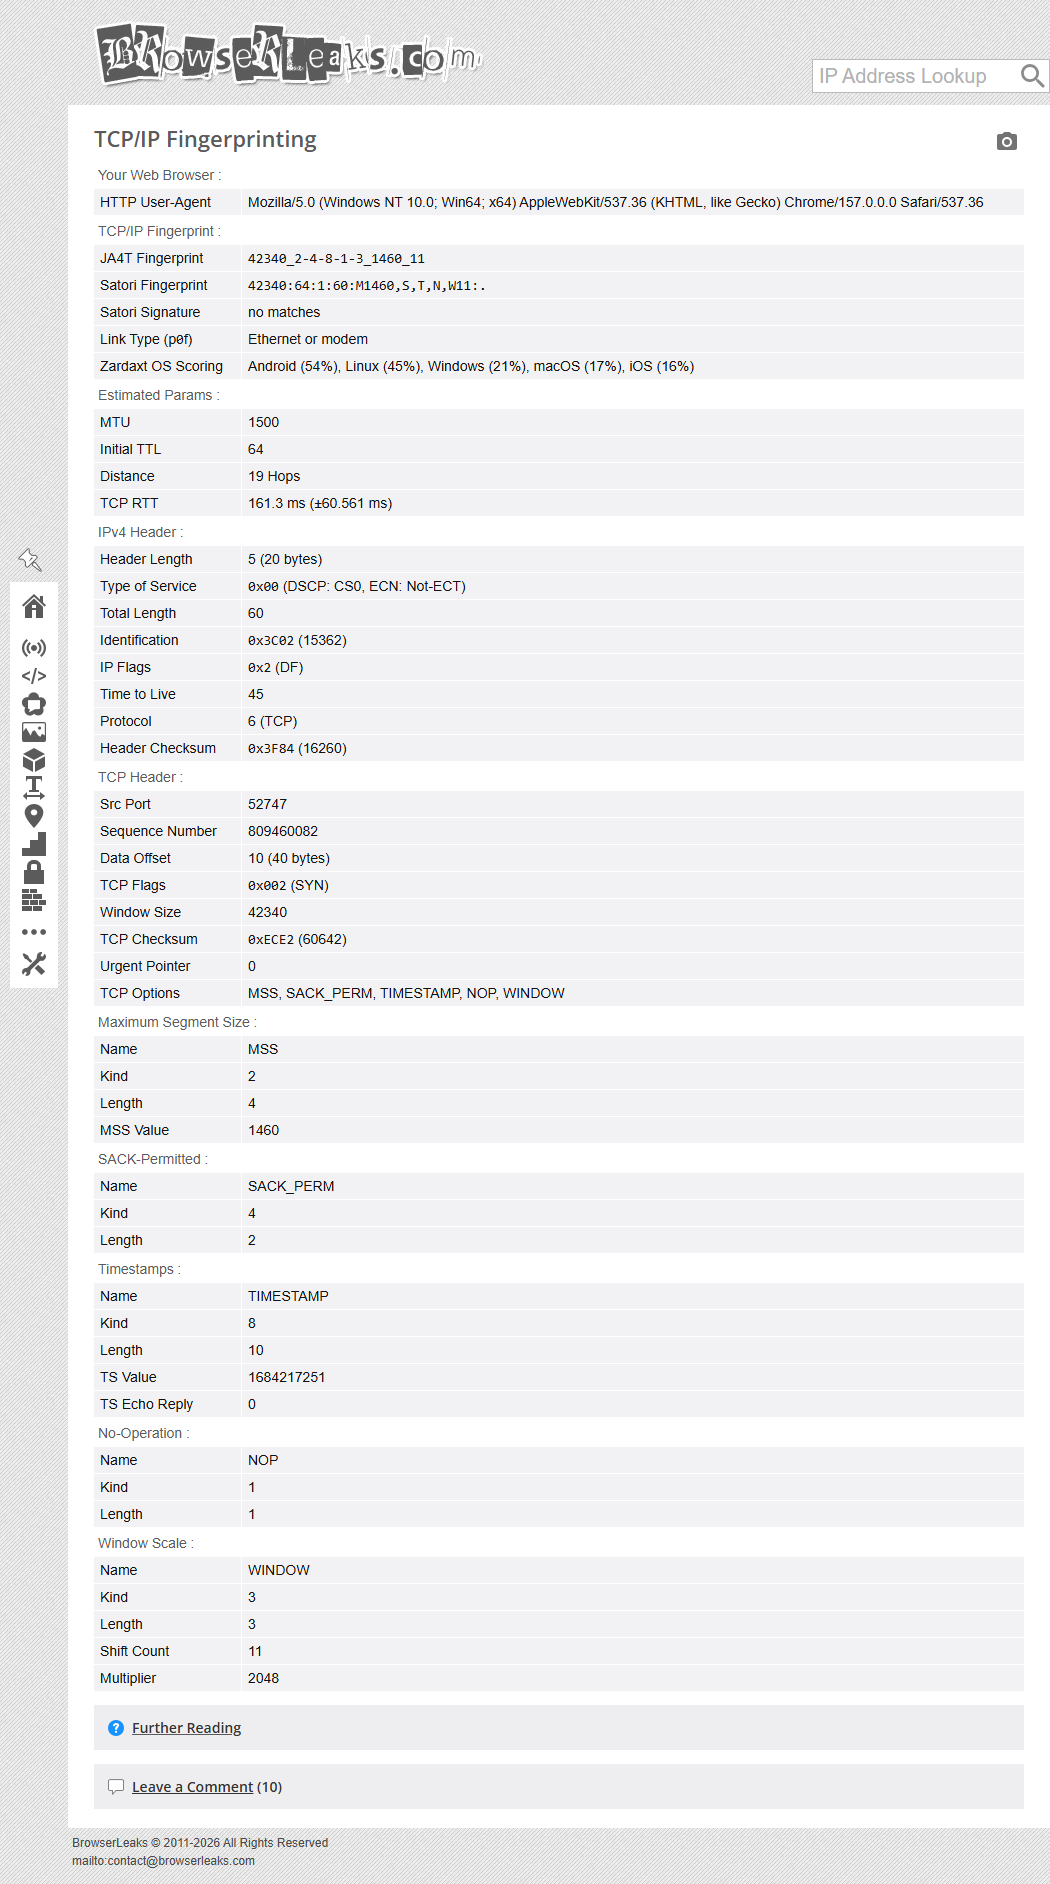 BRowseRLeaks.com
IP Address Lookup
TCP/IP Fingerprinting
Your Web Browser :
HTTP User-Agent Mozilla/5.0 (Windows NT 10.0; Win64; x64) AppleWebKit/537.36 (KHTML, like Gecko) Chrome/157.0.0.0 Safari/537.36
TCP/IP Fingerprint :
JA4T Fingerprint 42340_2-4-8-1-3_1460_11
Satori Fingerprint 42340:64:1:60:M1460,S,T,N,W11:.
Satori Signature no matches
Link Type (p0f) Ethernet or modem
Zardaxt OS Scoring Android (54%), Linux (45%), Windows (21%), macOS (17%), iOS (16%)
Estimated Params :
MTU 1500
Initial TTL 64
Distance 19 Hops
TCP RTT 161.3 ms (±60.561 ms)
IPv4 Header :
Header Length 5 (20 bytes)
Type of Service 0x00 (DSCP: CS0, ECN: Not-ECT)
Total Length 60
Identification 0x3C02 (15362)
IP Flags 0x2 (DF)
Time to Live 45
Protocol 6 (TCP)
Header Checksum 0x3F84 (16260)
TCP Header :
Src Port 52747
Sequence Number 809460082
Data Offset 10 (40 bytes)
TCP Flags 0x002 (SYN)
Window Size 42340
TCP Checksum 0xECE2 (60642)
Urgent Pointer 0
TCP Options MSS, SACK_PERM, TIMESTAMP, NOP, WINDOW
Maximum Segment Size :
Name MSS
Kind 2
Length 4
MSS Value 1460
SACK-Permitted :
Name SACK_PERM
Kind 4
Length 2
Timestamps :
Name TIMESTAMP
Kind 8
Length 10
TS Value 1684217251
TS Echo Reply 0
No-Operation :
Name NOP
Kind 1
Length 1
Window Scale :
Name WINDOW
Kind 3
Length 3
Shift Count 11
Multiplier 2048
Further Reading
Leave a Comment (10)
BrowserLeaks © 2011-2026 All Rights Reserved
mailto:contact@browserleaks.com